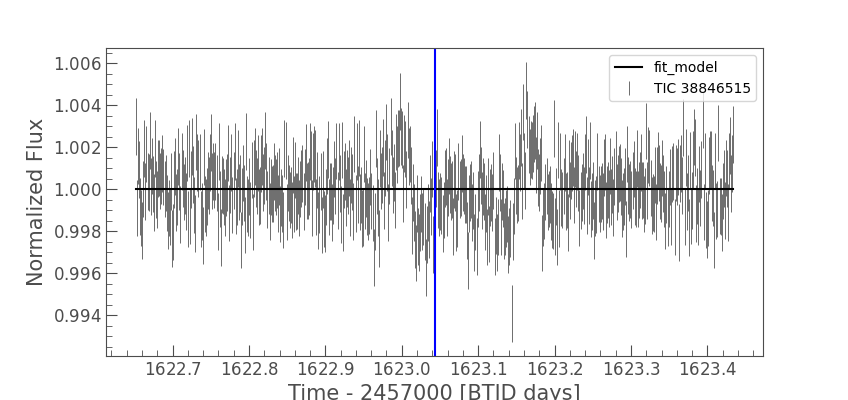 1.006
1.004
1.002
1.000
0.998
0.996
0.994
Normalized Flux
fit_model
TIC 38846515
1622.7 1622.8 1622.9 1623.0 1623.1 1623.2 1623.3 1623.4
Time - 2457000 [BTJD days]